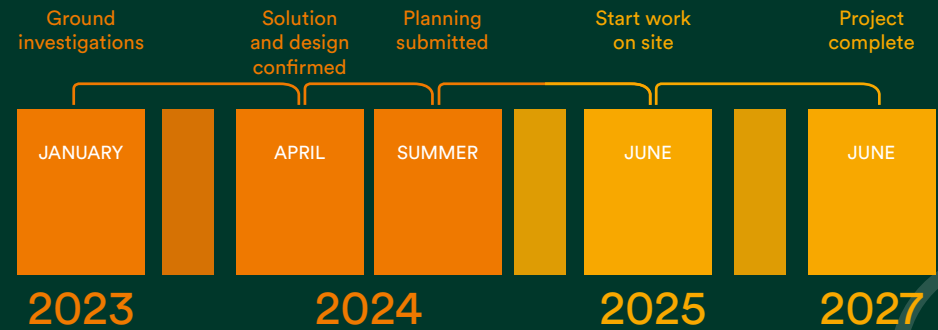 Ground
investigations
Solution
and design
confirmed
Planning
submitted
Start work
on site
Project
complete
JANUARY
APRIL
SUMMER
JUNE
JUNE
2023
2024
2025
2027